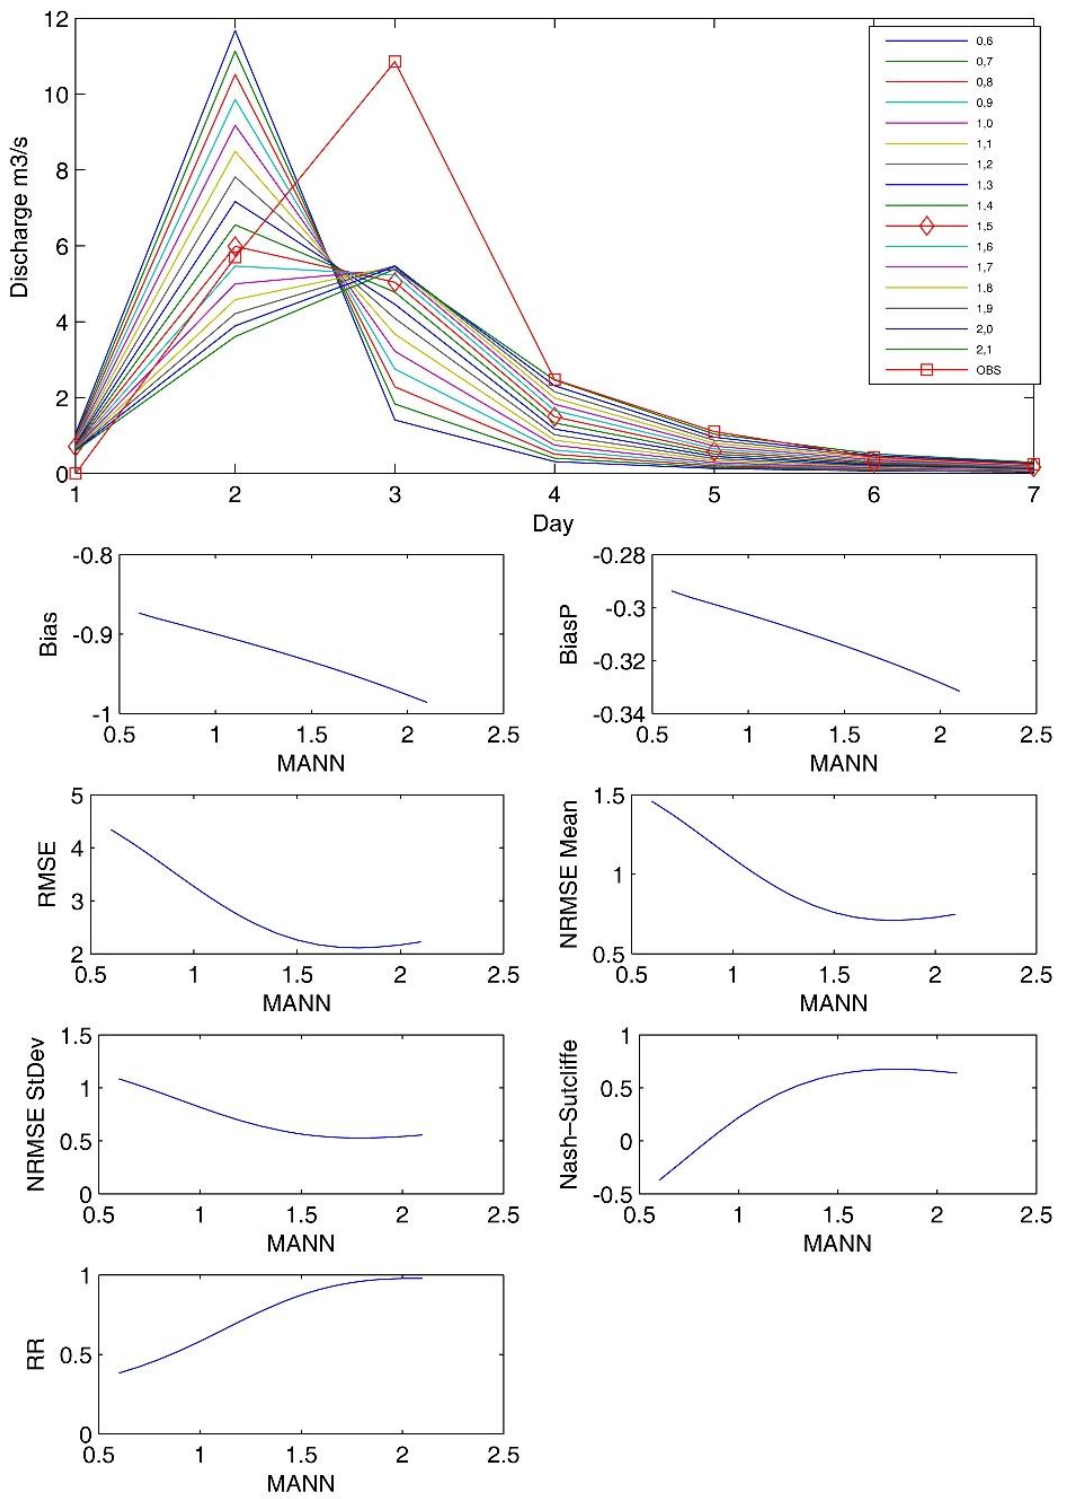 Discharge m3/s
12
10
8
6
4
2
0
1 2 3 4 5 6 7
Day
0,6
0,7
0,8
0,9
1,0
1,1
1,2
1,3
1,4
1,5
1,6
1,7
1,8
1,9
2,0
2,1
OBS
Bias
-0.8
-0.9
-1
0.5 1 1.5 2 2.5
MANN
BiasP
-0.28
-0.3
-0.32
-0.34
0.5 1 1.5 2 2.5
MANN
RMSE
5
4
3
2
0.5 1 1.5 2 2.5
MANN
NRMSE Mean
1.5
1
0.5
0.5 1 1.5 2 2.5
MANN
NRMSE StDev
1.5
1
0.5
0
0.5 1 1.5 2 2.5
MANN
Nash-Sutcliffe
1
0.5
0
-0.5
0.5 1 1.5 2 2.5
MANN
RR
1
0.5
0
0.5 1 1.5 2 2.5
MANN